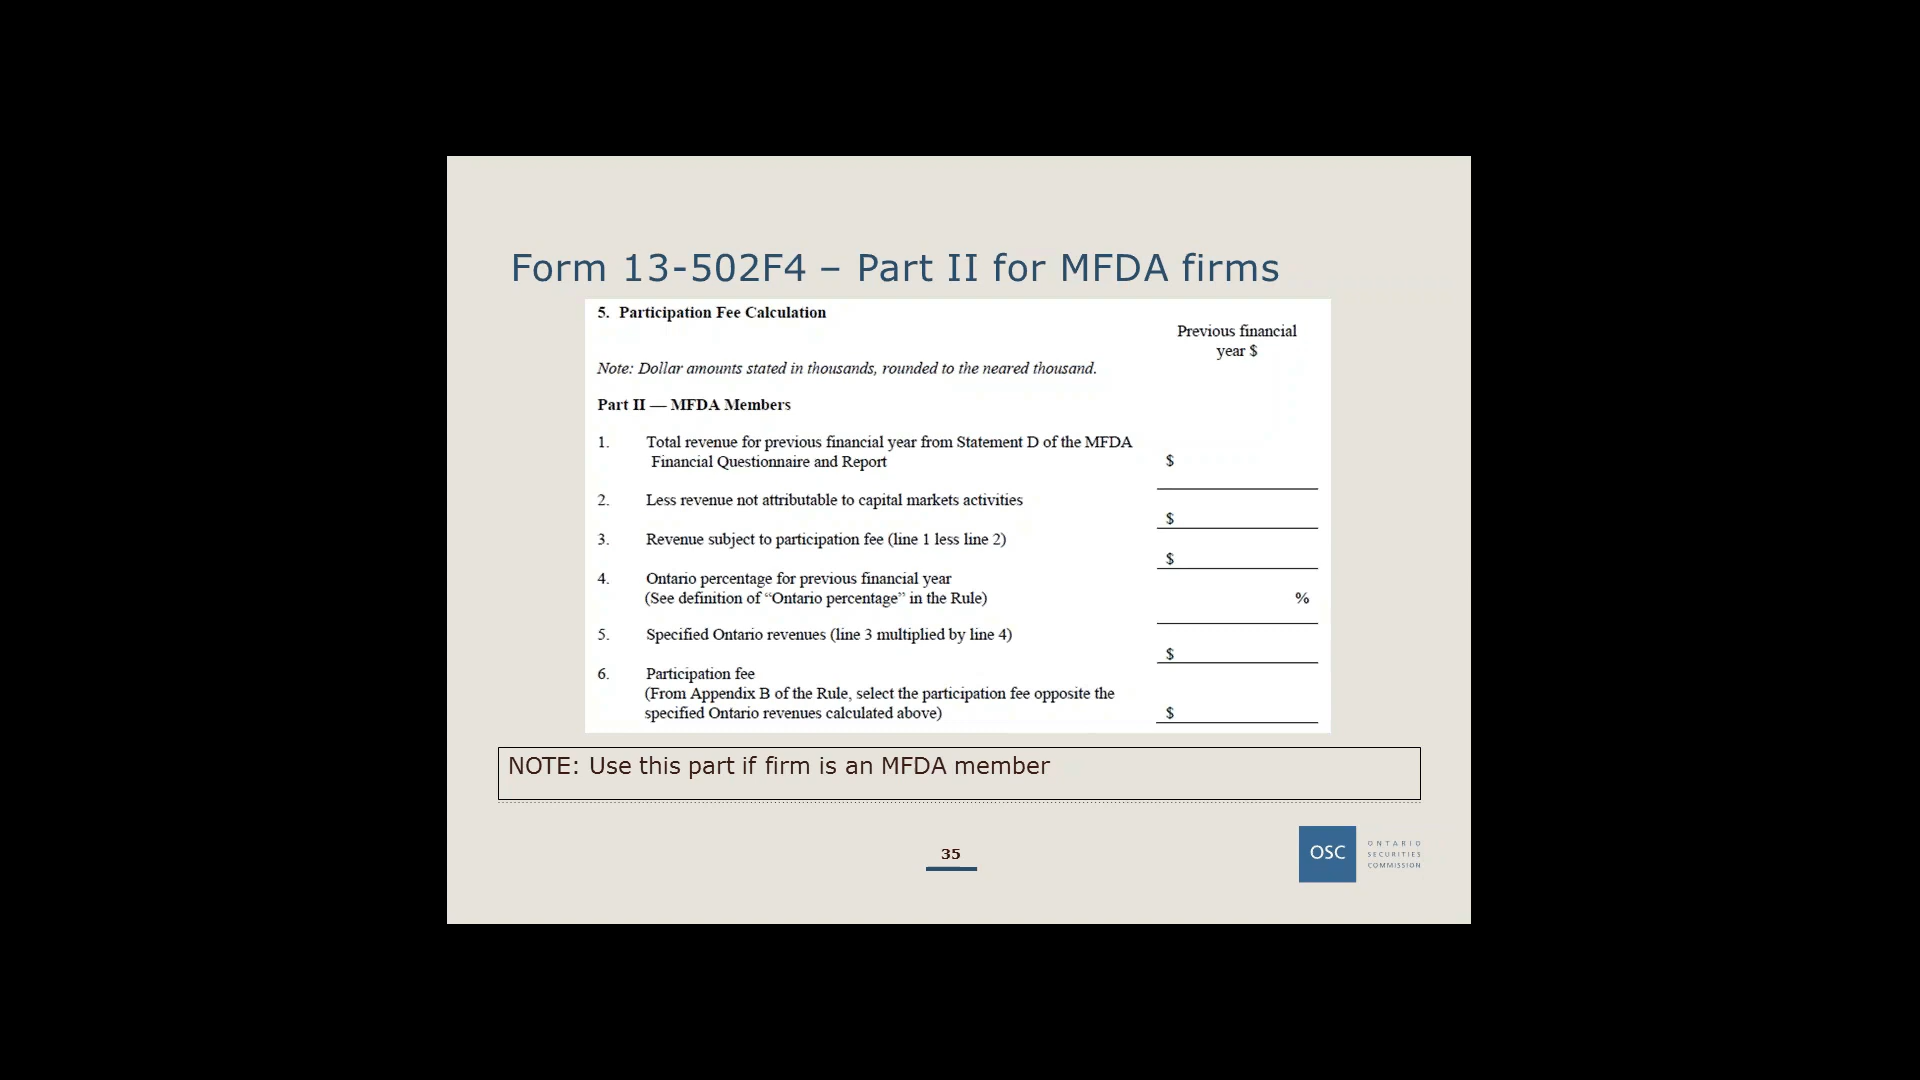 Form 13-502F4 – Part II for MFDA firms
5. Participation Fee Calculation
Previous financial
year $
Note: Dollar amounts stated in thousands, rounded to the neared thousand.
Part II — MFDA Members
1. Total revenue for previous financial year from Statement D of the MFDA
Financial Questionnaire and Report $
2. Less revenue not attributable to capital markets activities
$
3. Revenue subject to participation fee (line 1 less line 2)
$
4. Ontario percentage for previous financial year
(See definition of “Ontario percentage” in the Rule) %
5. Specified Ontario revenues (line 3 multiplied by line 4)
$
6. Participation fee
(From Appendix B of the Rule, select the participation fee opposite the
specified Ontario revenues calculated above) $
NOTE: Use this part if firm is an MFDA member
35
OSC
ONTARIO
SECURITIES
COMMISSION